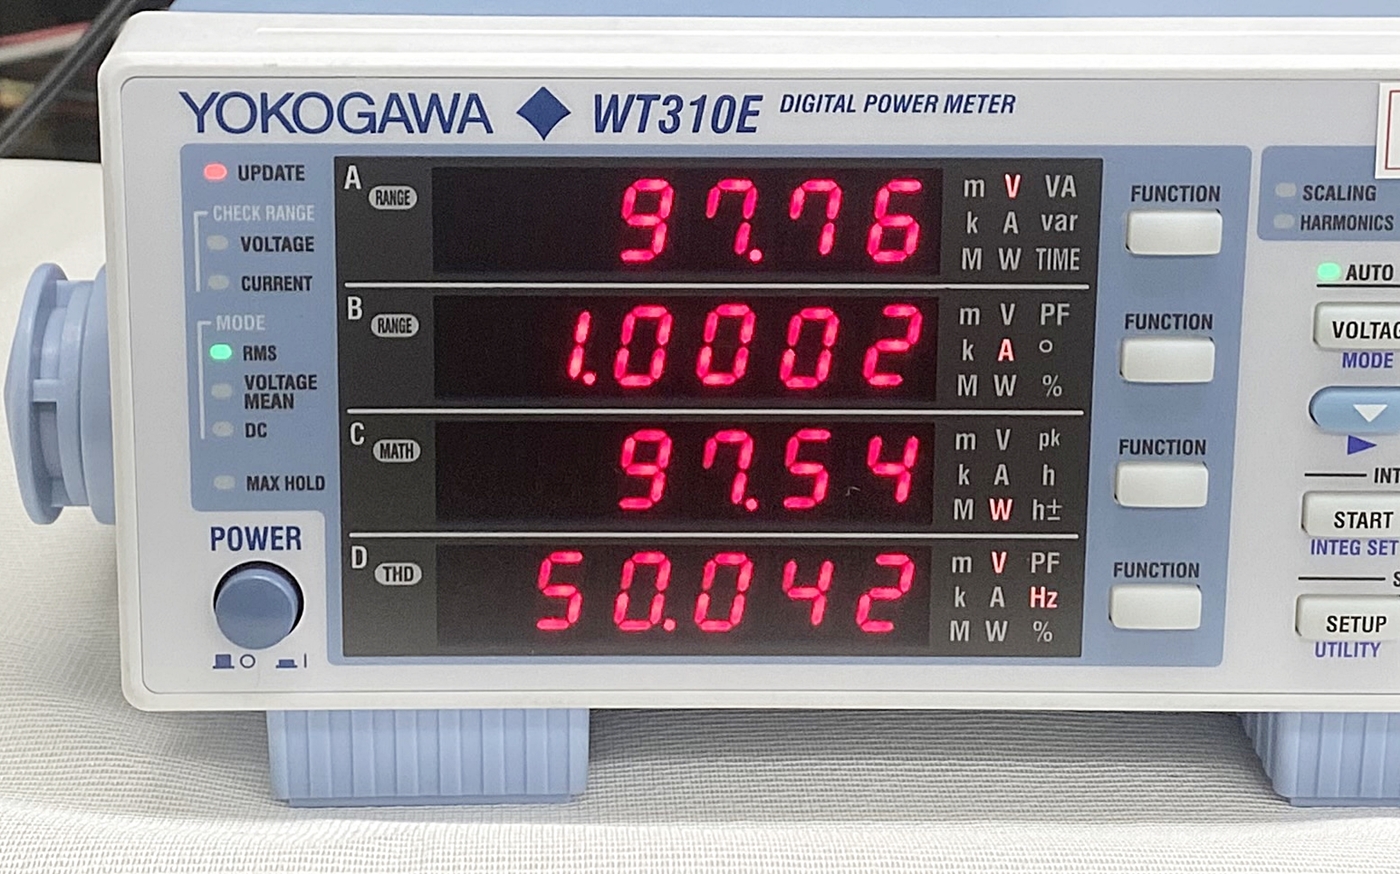 YOKOGAWA WT310E DIGITAL POWER METER
UPDATE
CHECK RANGE
VOLTAGE
CURRENT
MODE
RMS
VOLTAGE
MEAN
DC
MAX HOLD
POWER
A RANGE 97.76
m V VA
k A var
M W TIME
FUNCTION
B RANGE 1.0002
m V PF
k A °
M W %
FUNCTION
C MATH 97.54
m V pk
k A h
M W h±
FUNCTION
D THD 50.042
m V PF
k A Hz
M W %
FUNCTION
SCALING
HARMONICS
AUTO
VOLTAG
MODE
INT
START
INTEG SET
S
SETUP
UTILITY